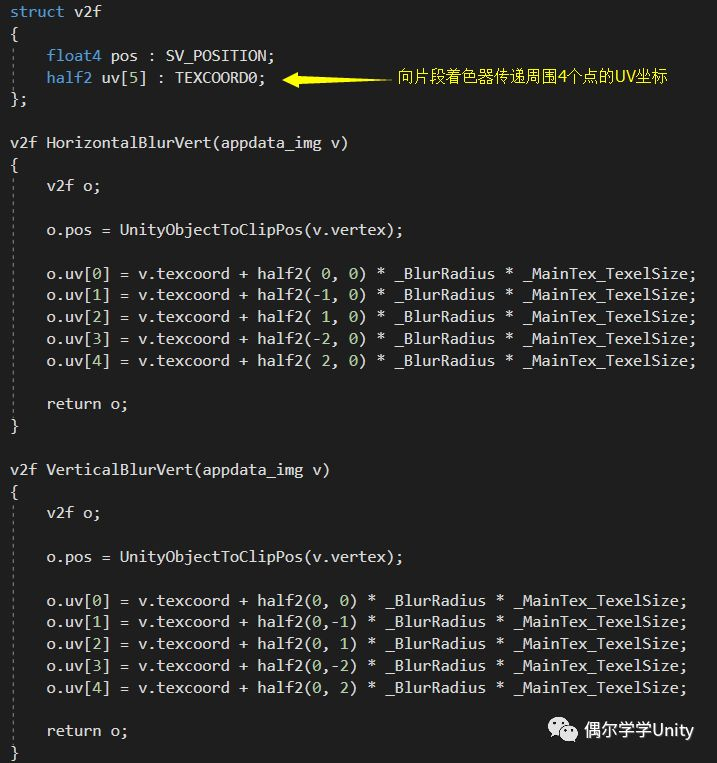 struct v2f
{
    float4 pos : SV_POSITION;
    half2 uv[5] : TEXCOORD0; 向片段着色器传递周围4个点的UV坐标
};
v2f HorizontalBlurVert(appdata_img v)
{
    v2f o;
    o.pos = UnityObjectToClipPos(v.vertex);
    o.uv[0] = v.texcoord + half2( 0, 0) * _BlurRadius * _MainTex_TexelSize;
    o.uv[1] = v.texcoord + half2(-1, 0) * _BlurRadius * _MainTex_TexelSize;
    o.uv[2] = v.texcoord + half2( 1, 0) * _BlurRadius * _MainTex_TexelSize;
    o.uv[3] = v.texcoord + half2(-2, 0) * _BlurRadius * _MainTex_TexelSize;
    o.uv[4] = v.texcoord + half2( 2, 0) * _BlurRadius * _MainTex_TexelSize;
    return o;
}
v2f VerticalBlurVert(appdata_img v)
{
    v2f o;
    o.pos = UnityObjectToClipPos(v.vertex);
    o.uv[0] = v.texcoord + half2(0, 0) * _BlurRadius * _MainTex_TexelSize;
    o.uv[1] = v.texcoord + half2(0,-1) * _BlurRadius * _MainTex_TexelSize;
    o.uv[2] = v.texcoord + half2(0, 1) * _BlurRadius * _MainTex_TexelSize;
    o.uv[3] = v.texcoord + half2(0,-2) * _BlurRadius * _MainTex_TexelSize;
    o.uv[4] = v.texcoord + half2(0, 2) * _BlurRadius * _MainTex_TexelSize;
    return o;
}
偶尔学学Unity